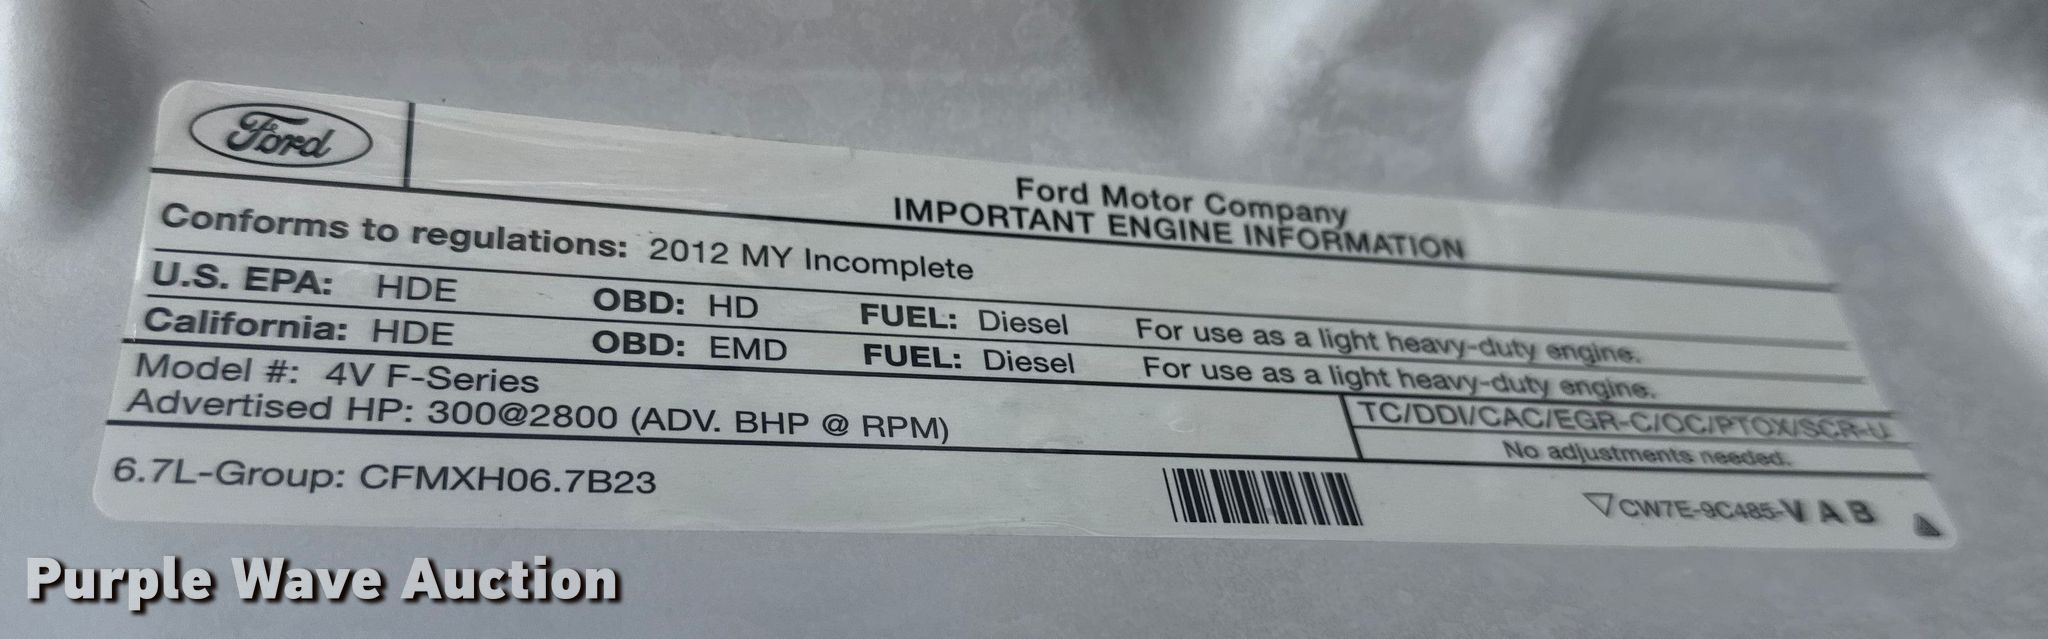 Ford
Ford Motor Company
IMPORTANT ENGINE INFORMATION
Conforms to regulations: 2012 MY Incomplete
U.S. EPA: HDE OBD: HD FUEL: Diesel For use as a light heavy-duty engine.
California: HDE OBD: EMD FUEL: Diesel For use as a light heavy-duty engine.
Model #: 4V F-Series
Advertised HP: 300@2800 (ADV. BHP @ RPM)
TC/DDI/CAC/EGR-C/OC/PTOX/SCR-U
No adjustments needed.
6.7L-Group: CFMXH06.7B23
CW7E-9C485-VAB
Purple Wave Auction